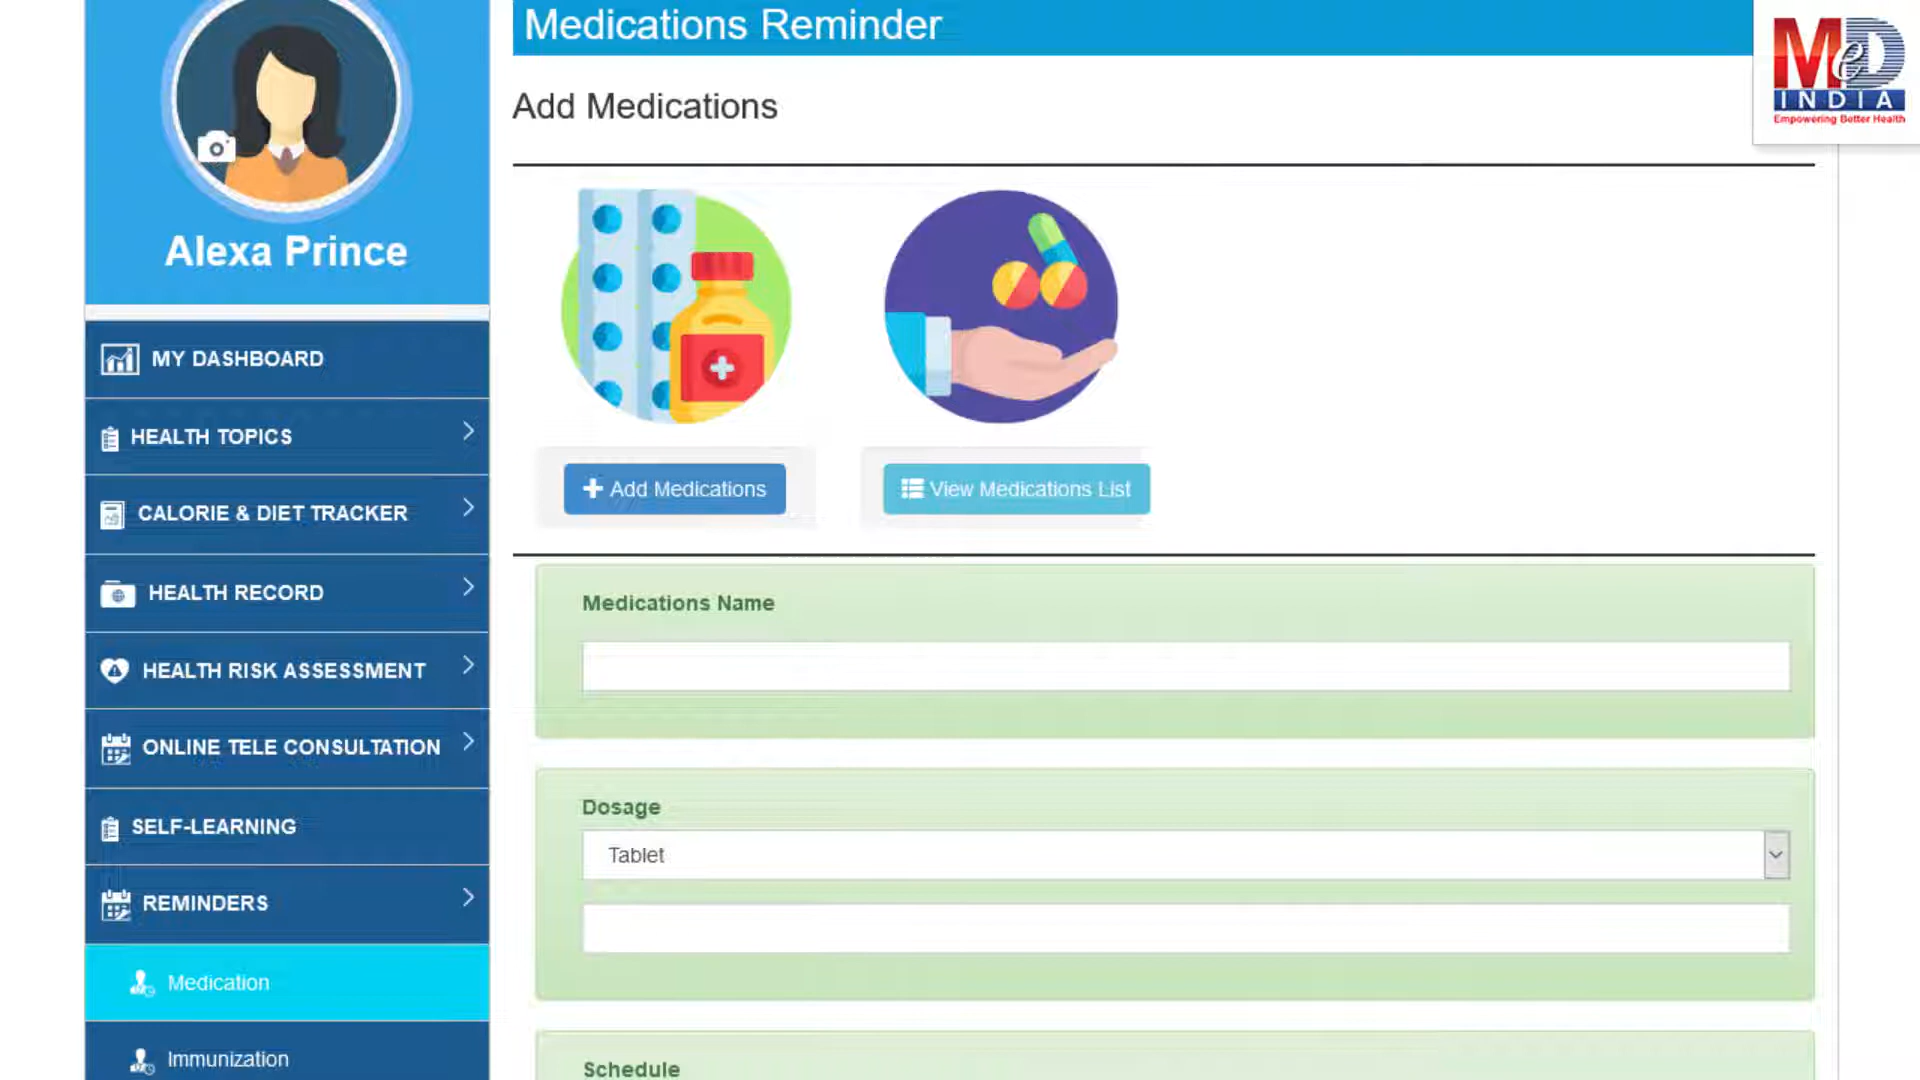 Medications Reminder
MeD
INDIA
Empowering Better Health
Add Medications
Alexa Prince
MY DASHBOARD
HEALTH TOPICS
CALORIE & DIET TRACKER
HEALTH RECORD
HEALTH RISK ASSESSMENT
ONLINE TELE CONSULTATION
SELF-LEARNING
REMINDERS
Medication
Immunization
Add Medications
View Medications List
Medications Name
Dosage
Tablet
Schedule